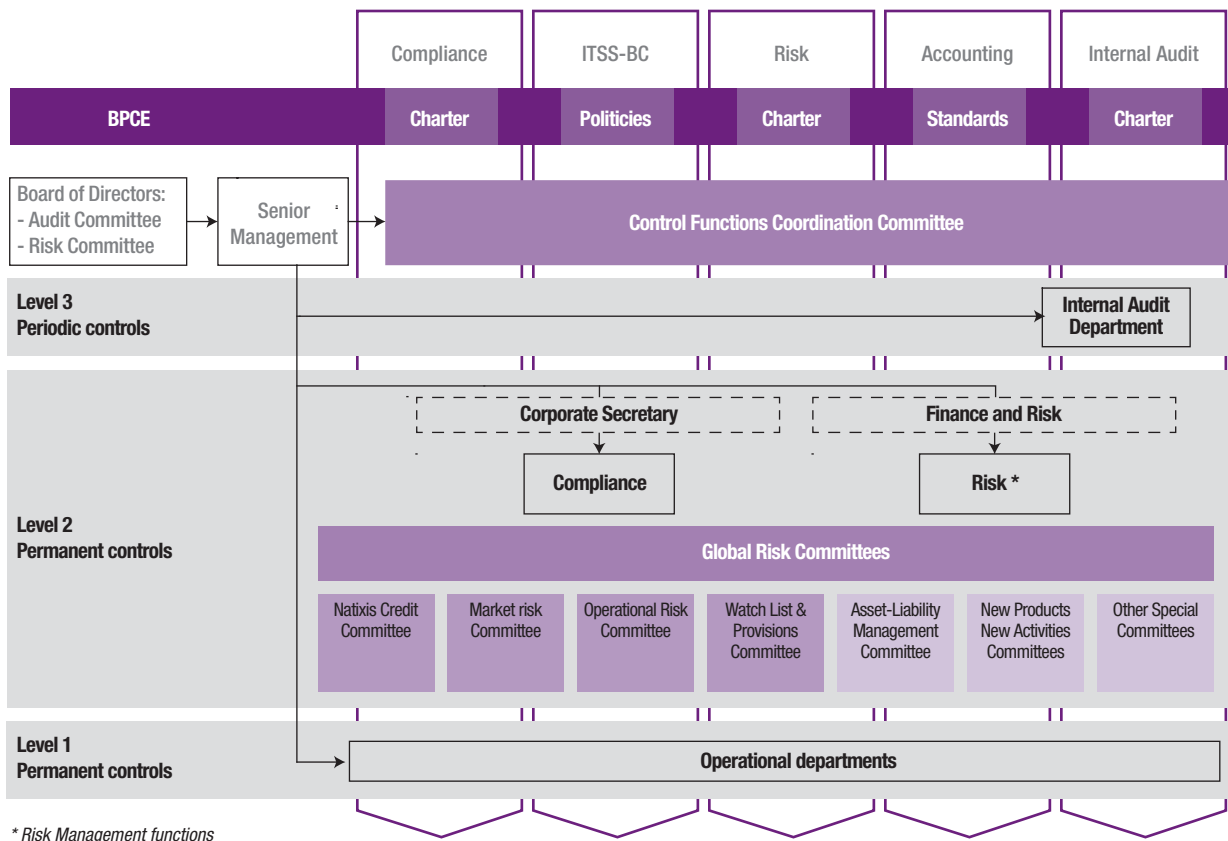 Compliance
ITSS-BC
Risk
Accounting
Internal Audit
BPCE
Charter
Politicies
Charter
Standards
Charter
Board of Directors:
- Audit Committee
- Risk Committee
Senior
Management
Control Functions Coordination Committee
Level 3
Periodic controls
Internal Audit
Department
Level 2
Permanent controls
Corporate Secretary
Finance and Risk
Compliance
Risk *
Global Risk Committees
Natixis Credit
Committee
Market risk
Committee
Operational Risk
Committee
Watch List &
Provisions
Committee
Asset-Liability
Management
Committee
New Products
New Activities
Committees
Other Special
Committees
Level 1
Permanent controls
Operational departments
* Risk Management functions